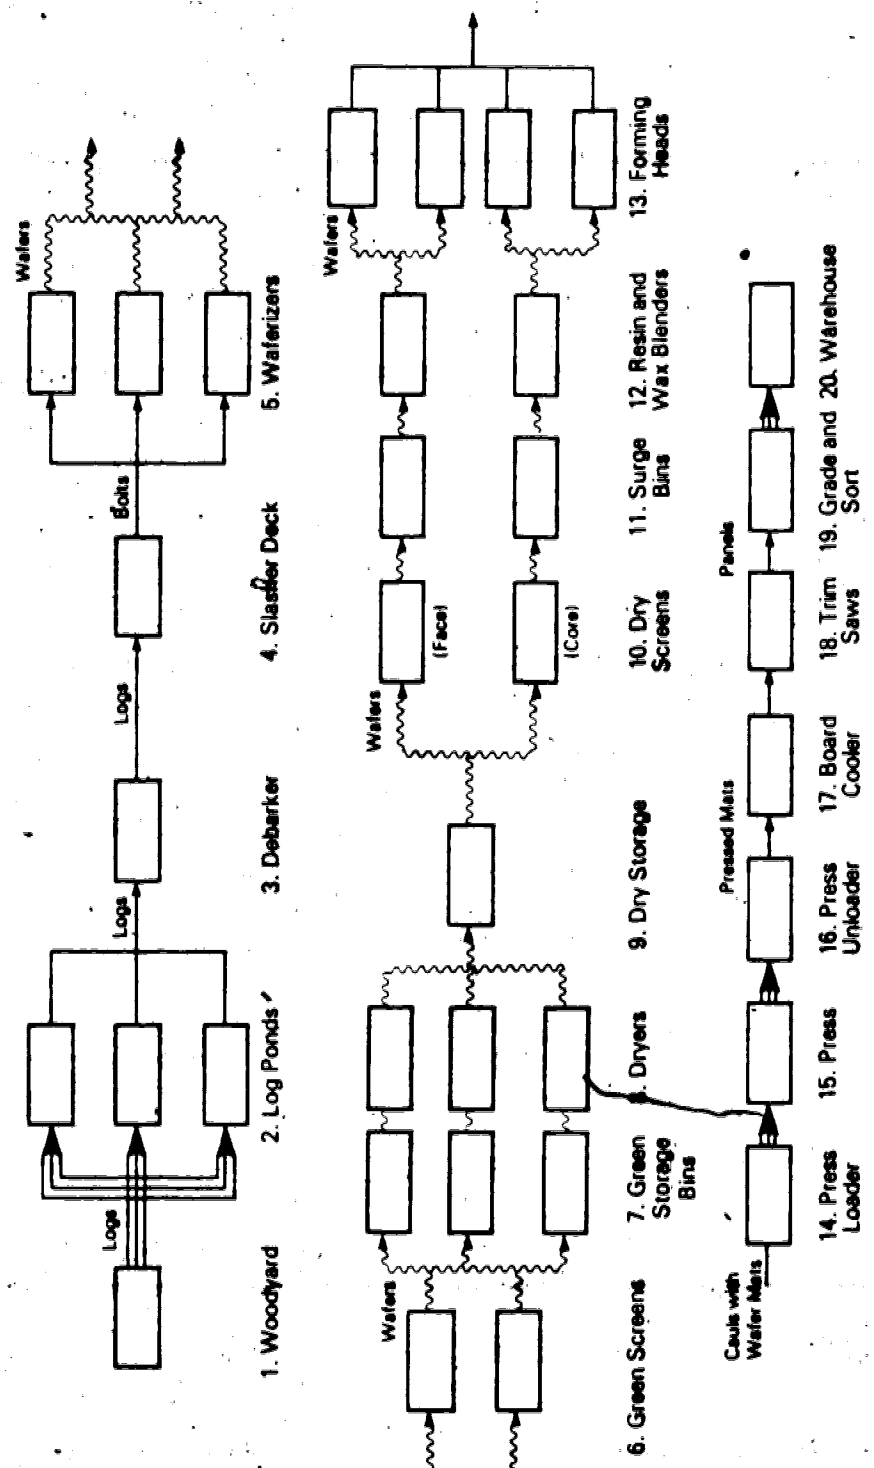 Logs
Logs
Logs
Bolts
Wafers
1. Woodyard
2. Log Ponds
3. Debarker
4. Slasher Deck
5. Waferizers
Wafers
Wafers
Wafers
(Face)
(Core)
6. Green Screens
7. Green
Storage
Bins
8. Dryers
9. Dry Storage
10. Dry
Screens
11. Surge
Bins
12. Resin and
Wax Blenders
13. Forming
Heads
Cauls with
Wafer Mats
Pressed Mats
Panels
14. Press
Loader
15. Press
16. Press
Unloader
17. Board
Cooler
18. Trim
Saws
19. Grade and
Sort
20. Warehouse